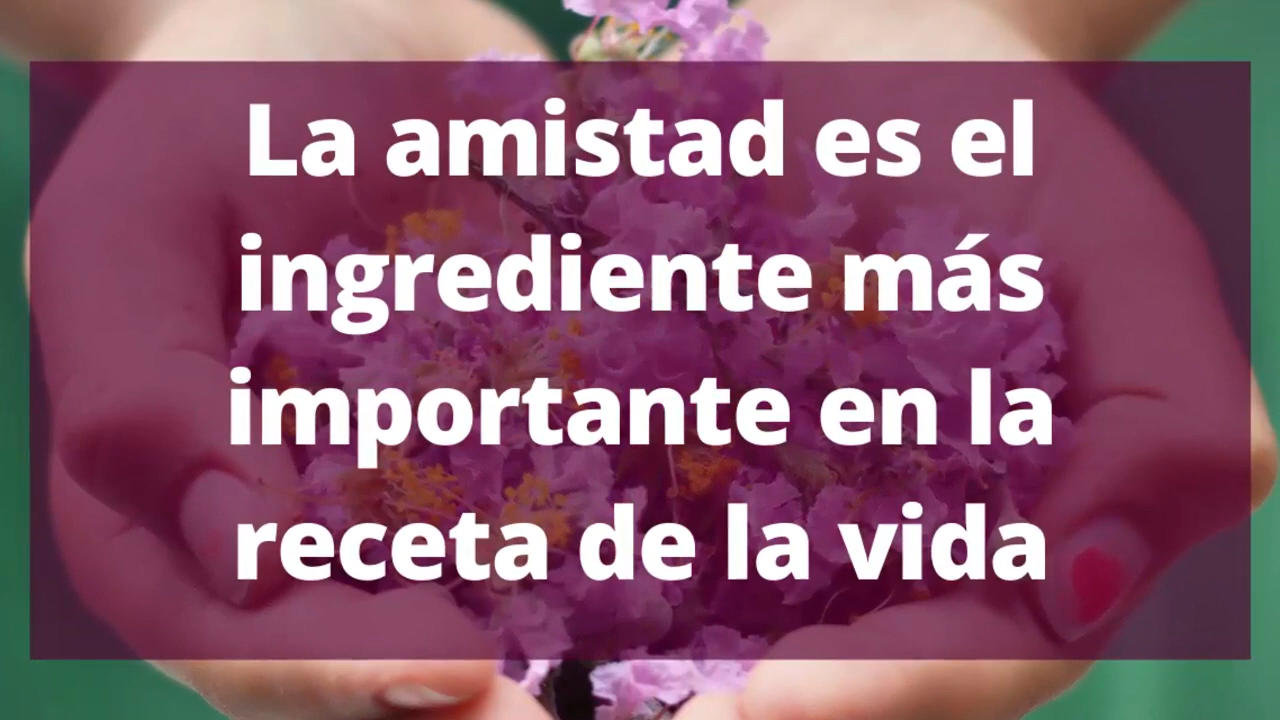 La amistad es el
ingrediente más
importante en la
receta de la vida